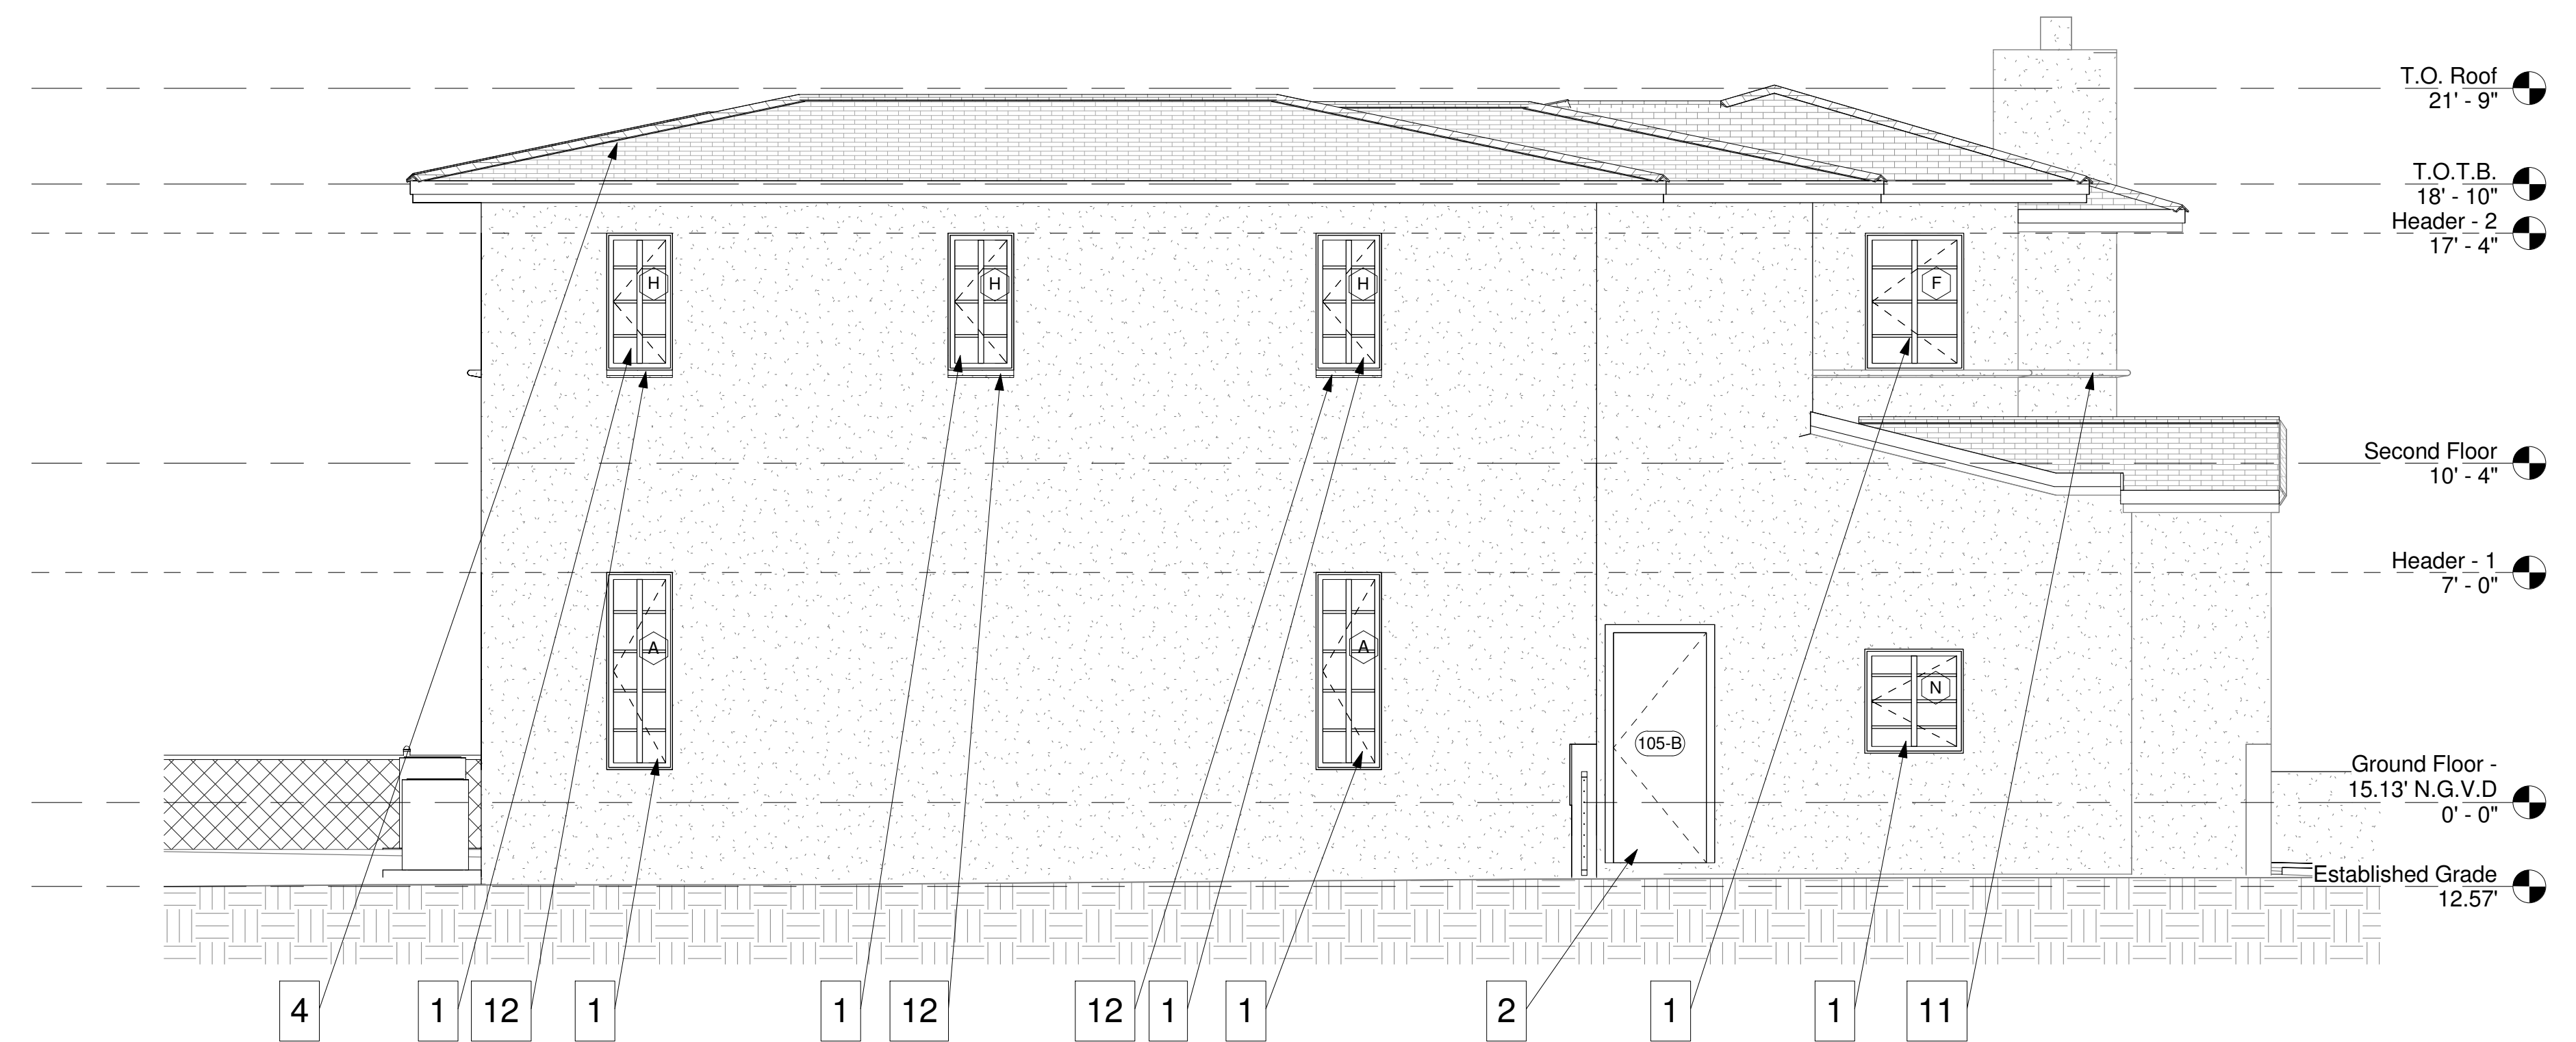 T.O. Roof
21' - 9"
T.O.T.B.
18' - 10"
Header - 2
17' - 4"
H
H
H
F
Second Floor
10' - 4"
Header - 1
7' - 0"
A
A
N
105-B
Ground Floor -
15.13' N.G.V.D
0' - 0"
Established Grade
12.57'
4
1
12
1
1
12
12
1
1
2
1
1
11